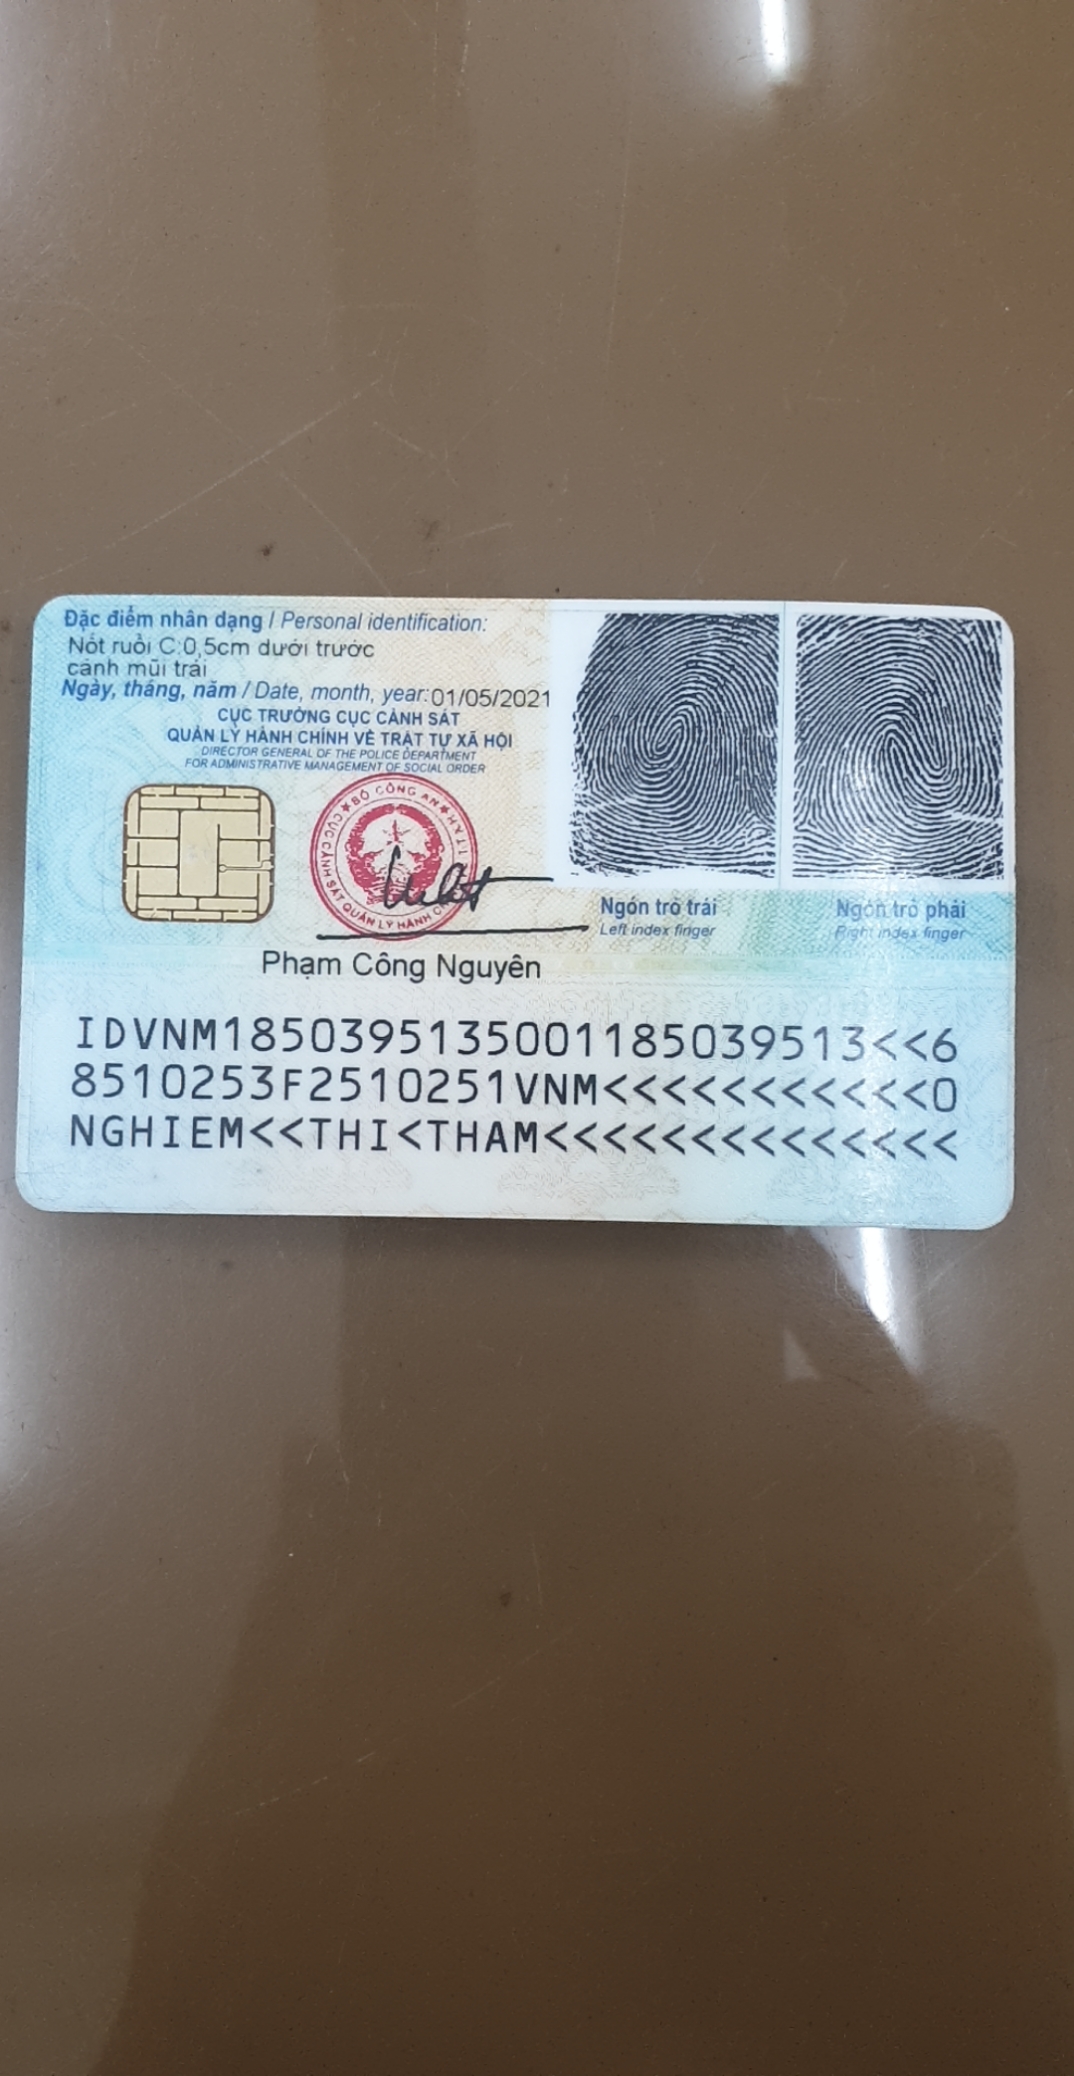 Đặc điểm nhân dạng / Personal identification:
Nốt ruồi C:0,5cm dưới trước
cánh mũi trái
Ngày, tháng, năm / Date, month, year: 01/05/2021
CỤC TRƯỞNG CỤC CẢNH SÁT
QUẢN LÝ HÀNH CHÍNH VỀ TRẬT TỰ XÃ HỘI
DIRECTOR GENERAL OF THE POLICE DEPARTMENT
FOR ADMINISTRATIVE MANAGEMENT OF SOCIAL ORDER
BỘ CÔNG AN
CỤC CẢNH SÁT QUẢN LÝ HÀNH
Ngón trỏ trái
Left index finger
Ngón trỏ phải
Right index finger
Phạm Công Nguyên
IDVNM1850395135001185039513<<6
8510253F2510251VNM<<<<<<<<<<<0
NGHIEM<<THI<THAM<<<<<<<<<<<<<<